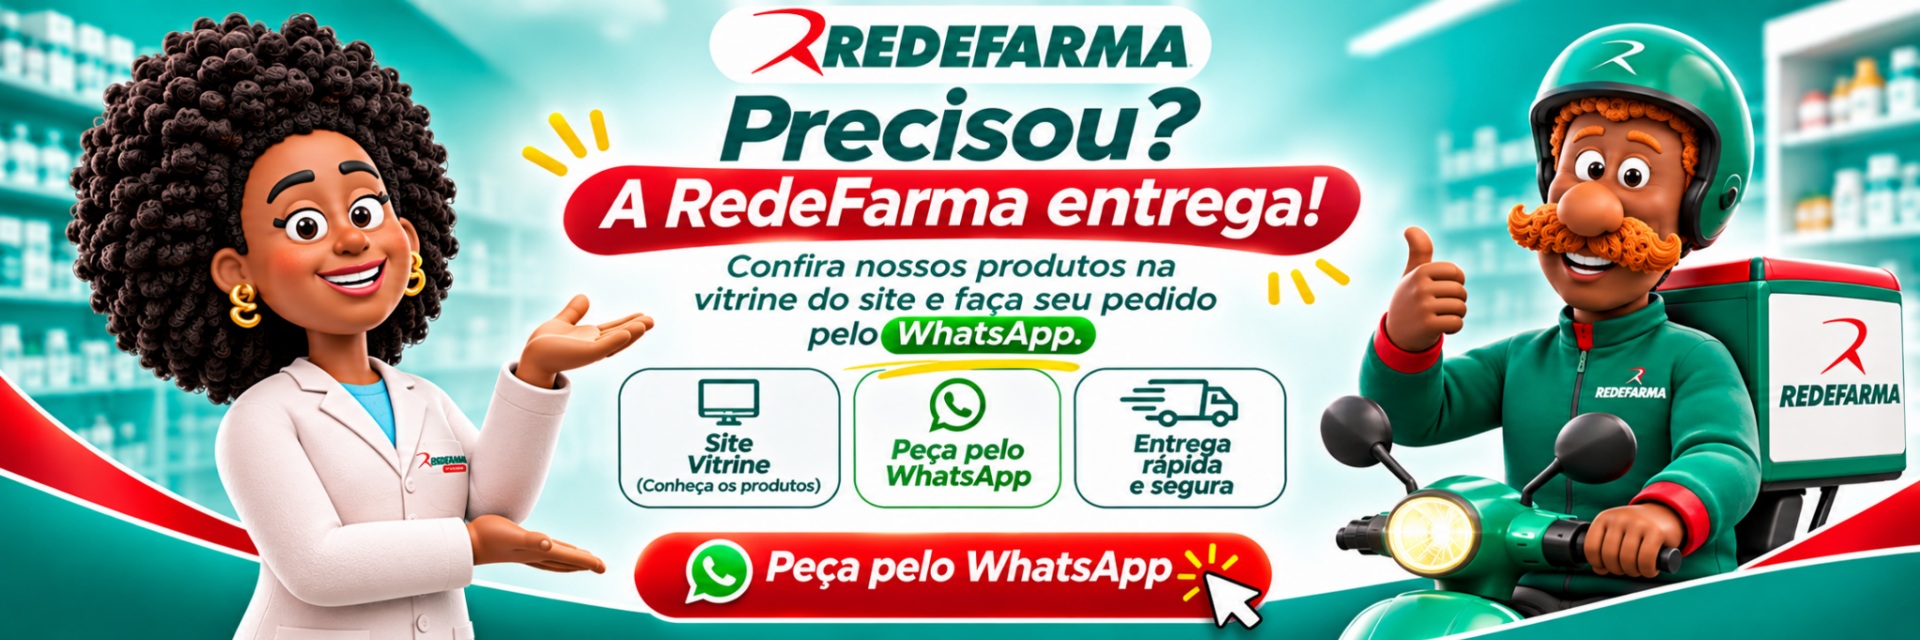 REDEFARMA
Precisou?
A RedeFarma entrega!
Confira nossos produtos na
vitrine do site e faça seu pedido
pelo WhatsApp.
Site
Vitrine
(Conheça os produtos)
Peça pelo
WhatsApp
Entrega
rápida
e segura
Peça pelo WhatsApp
REDEFARMA
REDEFARMA
REDEFARMA